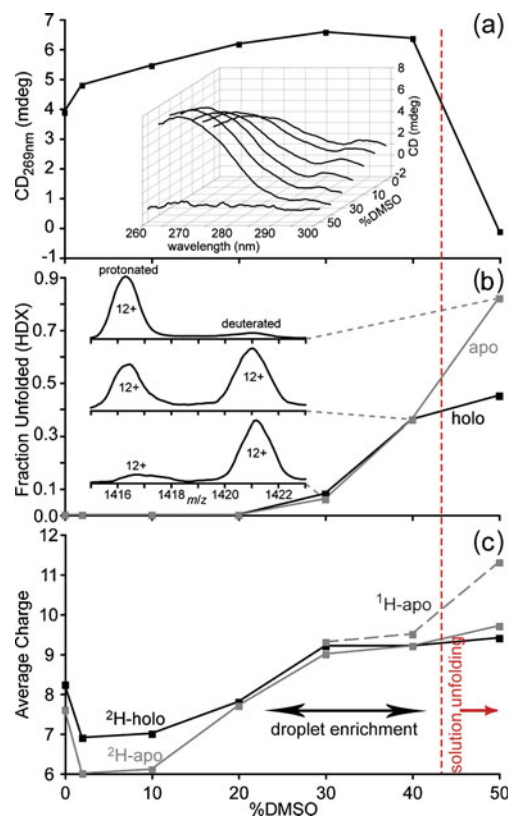 (a)
7
6
5
4
3
2
1
0
-1
CD269nm (mdeg)
8
6
4
2
0
-2
CD (mdeg)
260 270 280 290 300
wavelength (nm)
50 30 10 0
%DMSO
(b)
0.9
0.7
0.5
0.3
0.1
0.0
Fraction Unfolded (HDX)
protonated
12+
deuterated
12+
12+
12+
12+
1416 1418 1420 1422
m/z
apo
holo
(c)
12
11
10
9
8
7
6
Average Charge
¹H-apo
²H-holo
²H-apo
droplet enrichment
solution unfolding
0 10 20 30 40 50
%DMSO